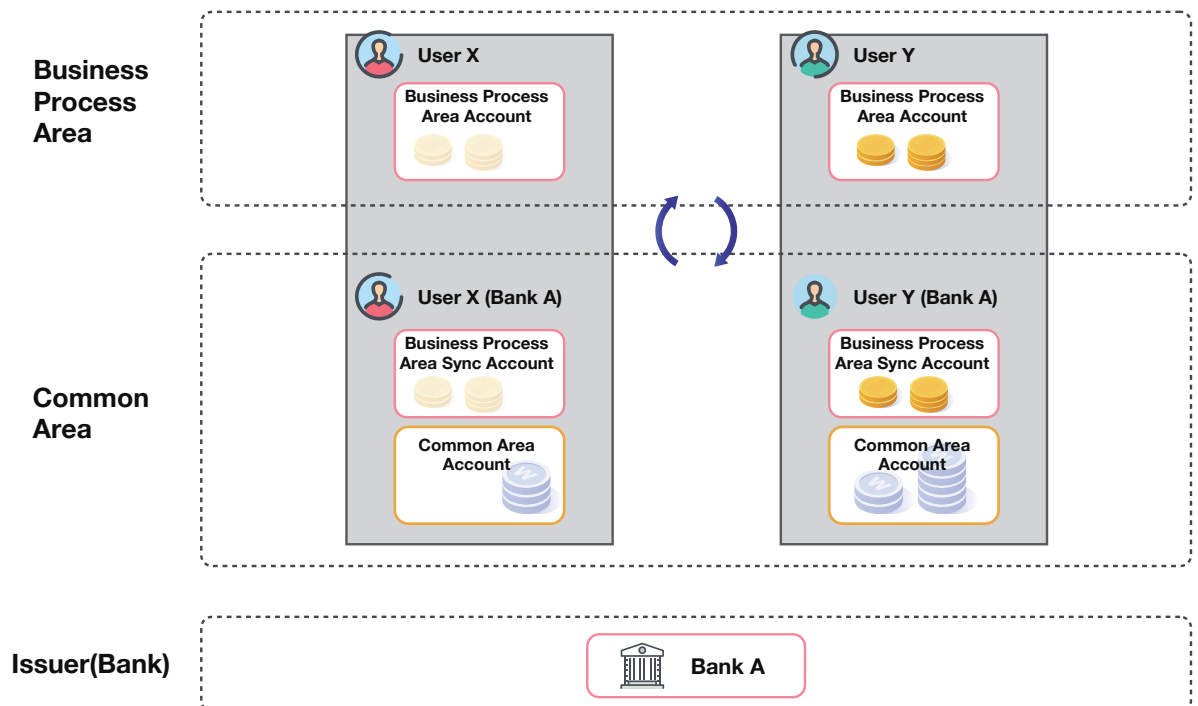 Business
Process
Area
User X
Business Process
Area Account
User Y
Business Process
Area Account
Common
Area
User X (Bank A)
Business Process
Area Sync Account
Common Area
Account
W
User Y (Bank A)
Business Process
Area Sync Account
Common Area
Account
W
W
Issuer(Bank)
Bank A